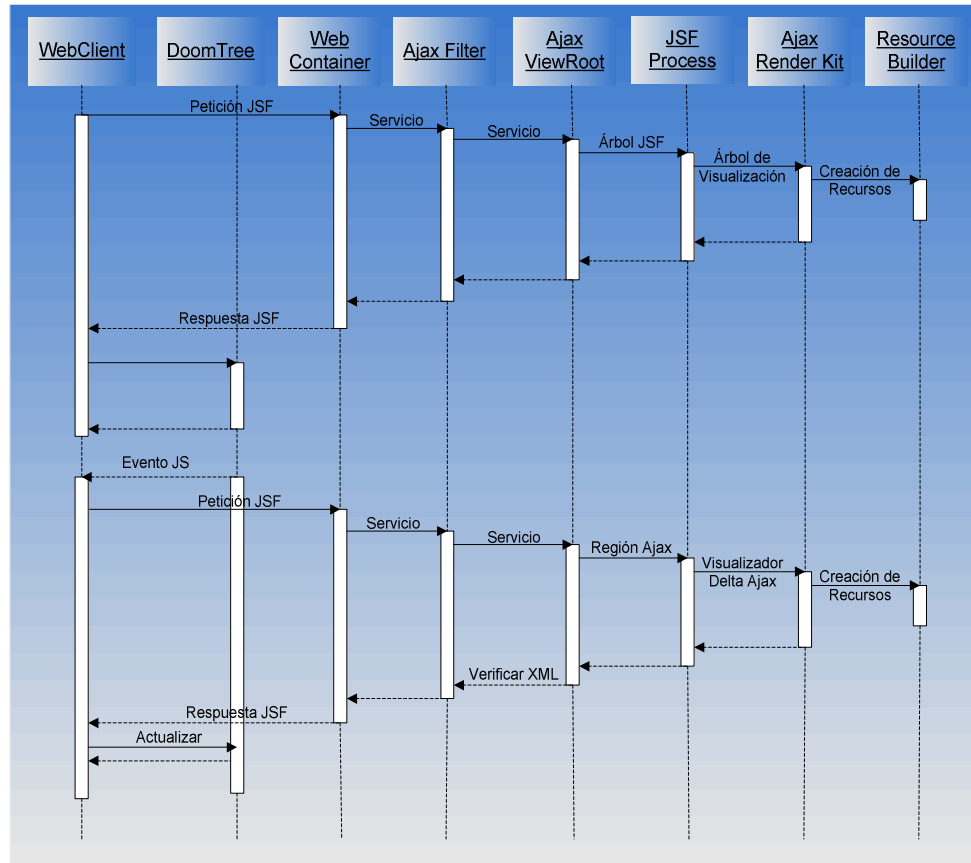 WebClient
DoomTree
Web
Container
Ajax Filter
Ajax
ViewRoot
JSF
Process
Ajax
Render Kit
Resource
Builder
Petición JSF
Servicio
Servicio
Árbol JSF
Árbol de
Visualización
Creación de
Recursos
Respuesta JSF
Evento JS
Petición JSF
Servicio
Servicio
Región Ajax
Visualizador
Delta Ajax
Creación de
Recursos
Verificar XML
Respuesta JSF
Actualizar